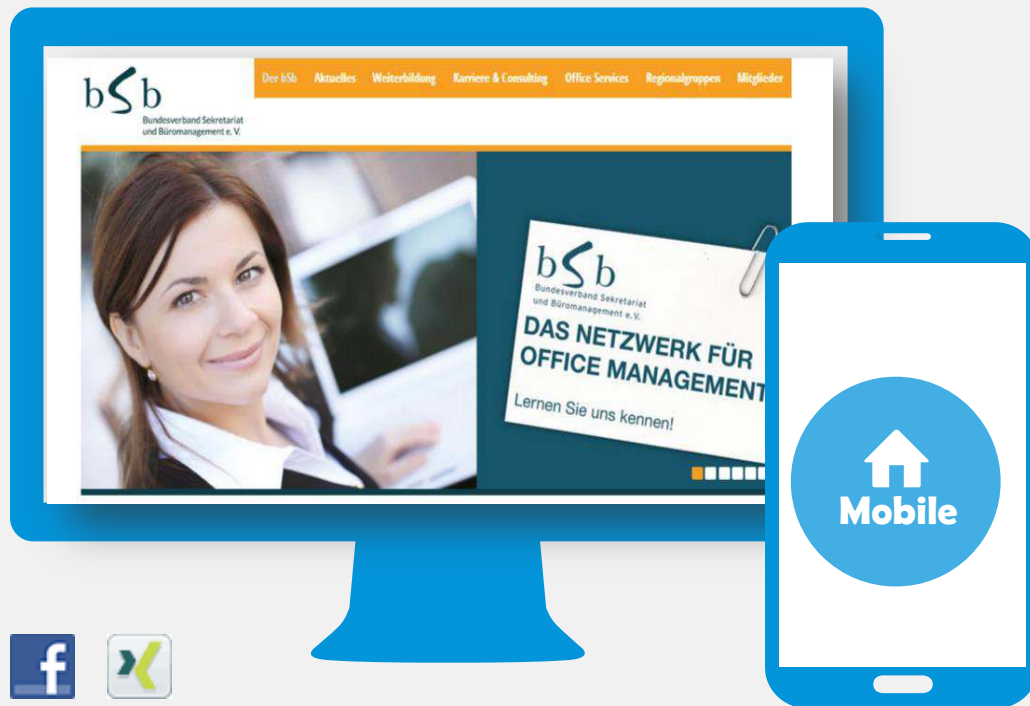 bSb
Bundesverband Sekretariat
und Büromanagement e. V.
Der bSb Aktuelles Weiterbildung Karriere & Consulting Office Services Regionalgruppen Mitglieder
bSb
Bundesverband Sekretariat
und Büromanagement e. V.
DAS NETZWERK FÜR
OFFICE MANAGEMENT
Lernen Sie uns kennen!
Mobile
f